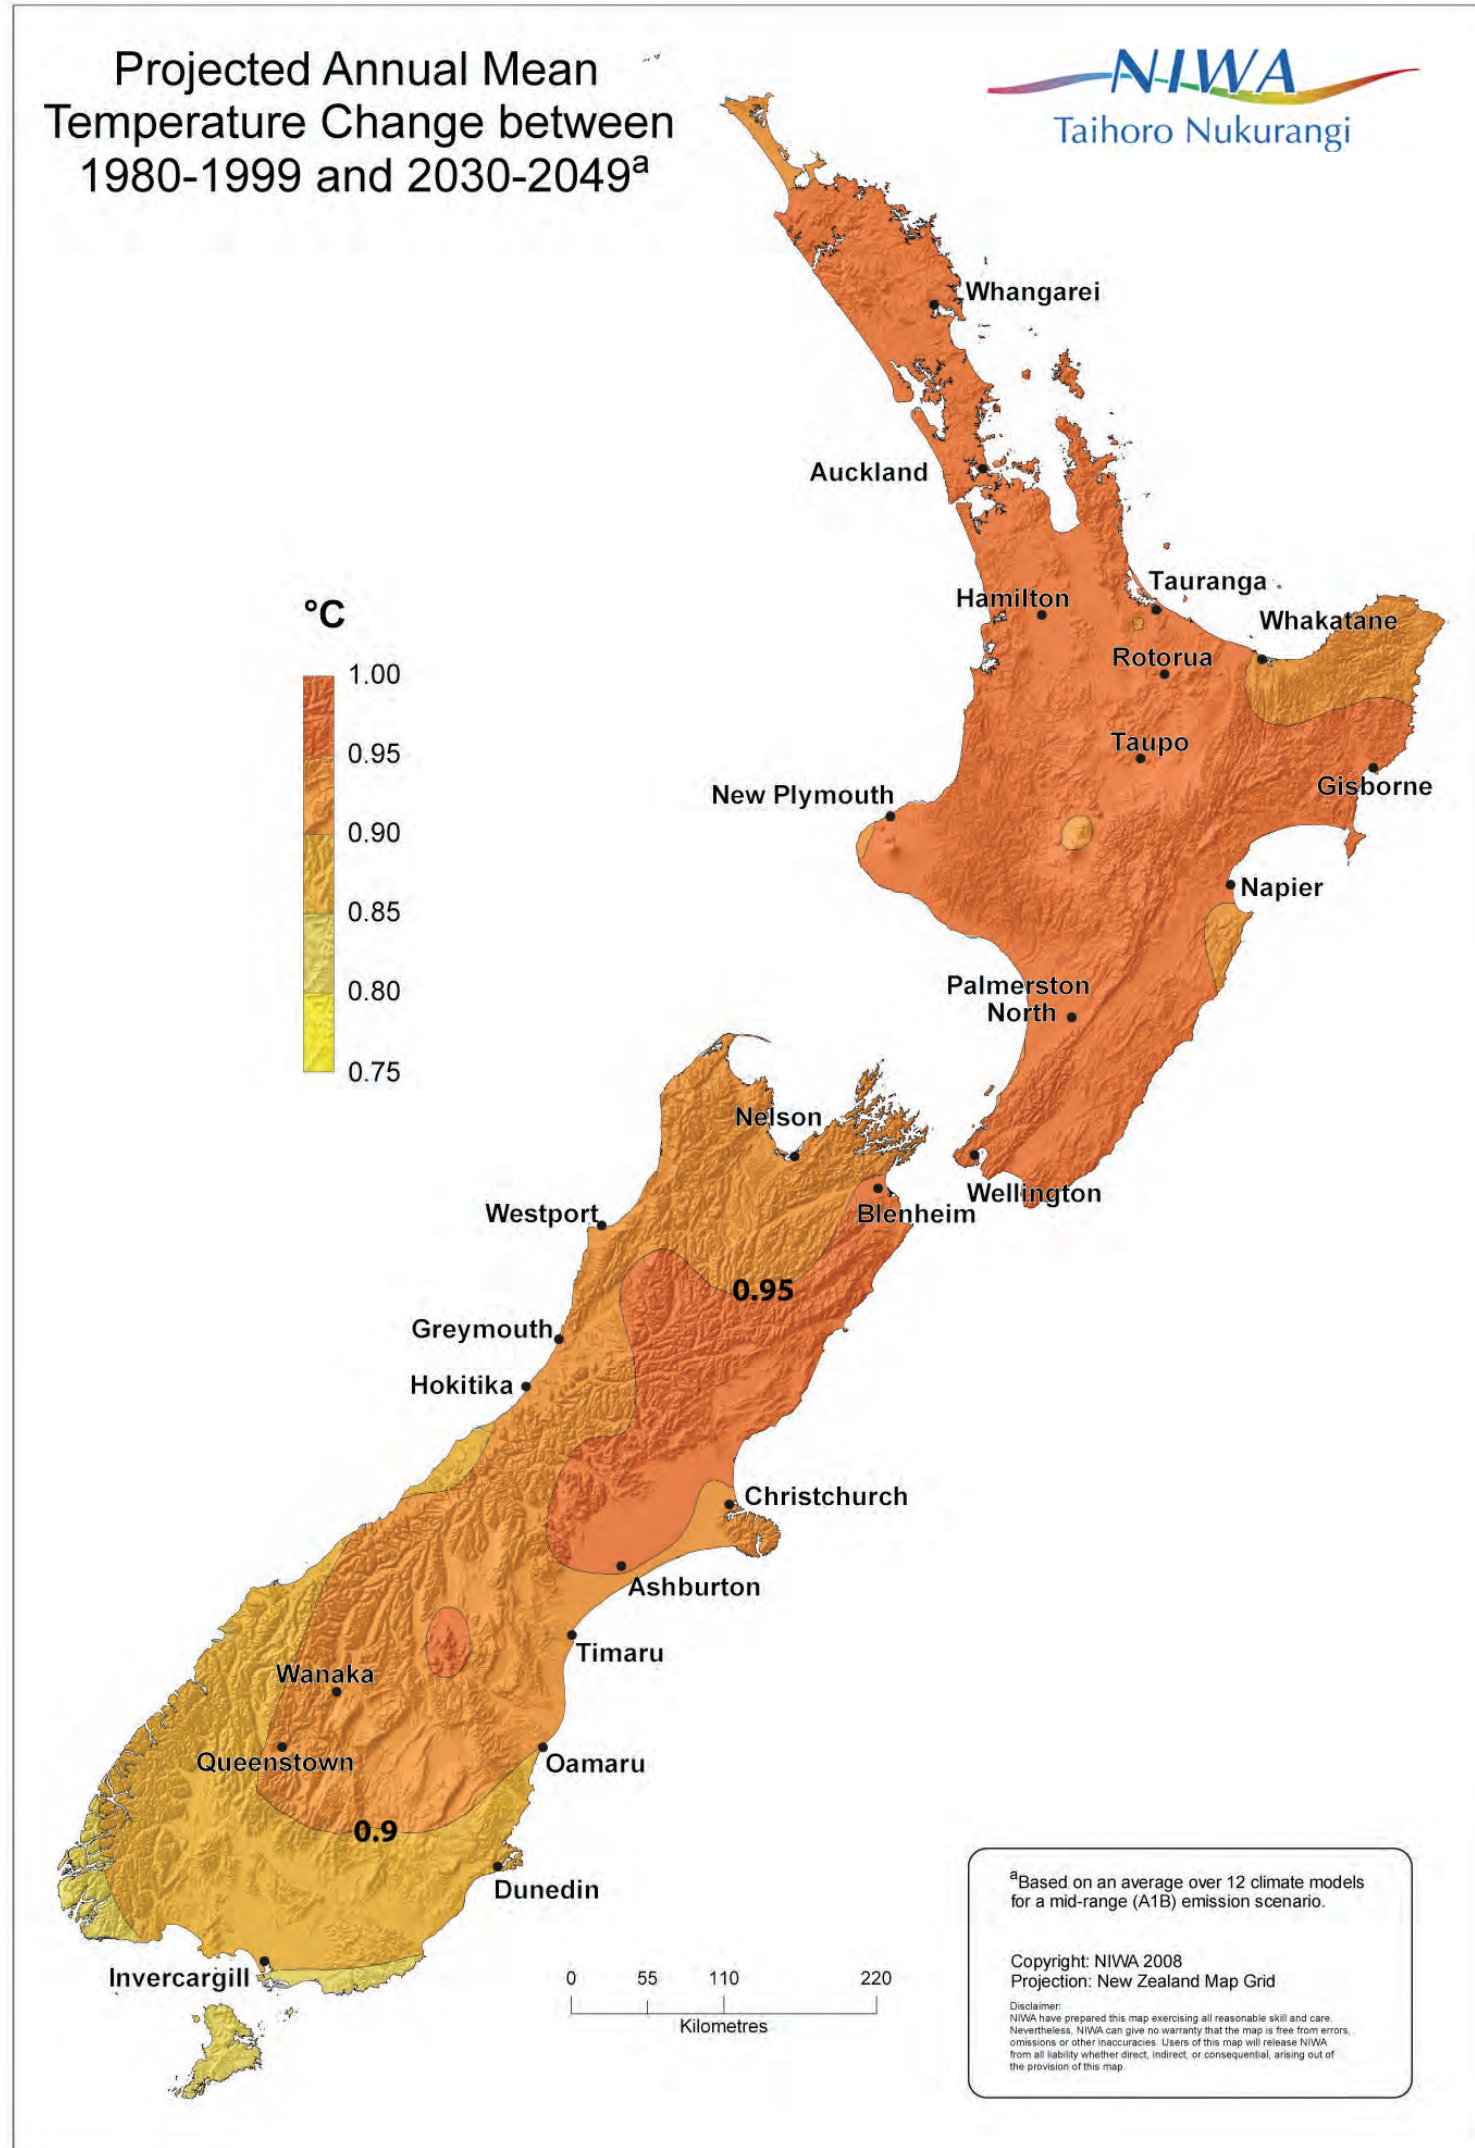 Projected Annual Mean
Temperature Change between
1980-1999 and 2030-2049ᵃ
NIWA
Taihoro Nukurangi
Whangarei
Auckland
Tauranga
Hamilton
Whakatane
Rotorua
Taupo
Gisborne
New Plymouth
Napier
Palmerston
North
°C
1.00
0.95
0.90
0.85
0.80
0.75
Nelson
Wellington
Blenheim
Westport
0.95
Greymouth
Hokitika
Christchurch
Ashburton
Timaru
Wanaka
Queenstown
Oamaru
0.9
Dunedin
Invercargill
0 55 110 220
Kilometres
ᵃBased on an average over 12 climate models
for a mid-range (A1B) emission scenario.
Copyright: NIWA 2008
Projection: New Zealand Map Grid
Disclaimer:
NIWA have prepared this map exercising all reasonable skill and care.
Nevertheless, NIWA can give no warranty that the map is free from errors,
omissions or other inaccuracies. Users of this map will release NIWA
from all liability whether direct, indirect, or consequential, arising out of
the provision of this map